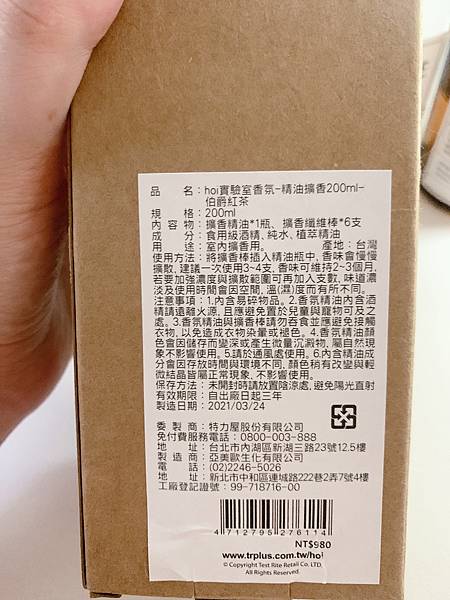 品　　名：hoi實驗室香氛-精油擴香200ml-
伯爵紅茶
規　　格：200ml
內 容 物：擴香精油*1瓶、擴香纖維棒*6支
成　　分：食用級酒精、純水、植萃精油
用　　途：室內擴香用。　　產地：台灣
使用方法：將擴香棒插入精油瓶中，香味會慢慢
擴散，建議一次使用3~4支，香味可維持2~3個月，
若要加強濃度與擴散範圍可再加入支數，味道濃
淡及使用時間會因空間，溫(濕)度而有所不同。
注意事項：1.內含易碎物品。2.香氛精油內含酒
精請遠離火源，且應避免置於兒童與寵物可及之
處。3.香氛精油與擴香棒請勿吞食並應避免接觸
衣物，以免造成衣物染暈或褪色。4.香氛精油顏
色會因儲存而變深或產生微量沉澱物，屬自然現
象不影響使用。5.請於通風處使用。6.內含精油成
分會因存放時間與環境不同，顏色稍有改變與輕
微結晶皆屬正常現象，不影響使用。
保存方法：未開封時請放置陰涼處，避免陽光直射
有效期限：自出廠日起三年
製造日期：2021/03/24
委 製 商：特力屋股份有限公司
免付費服務電話：0800-003-888
地　　址：台北市內湖區新湖三路23號12.5樓
製 造 商：亞美歐生化有限公司
電　　話：(02)2246-5026
地　　址：新北市中和區連城路222巷2弄7號4樓
工廠登記證號：99-718716-00
4 712795 276114
NT$980
www.trplus.com.tw/hoi
© Copyright Test Rite Retail Co. LTD.
All Rights Reserved.